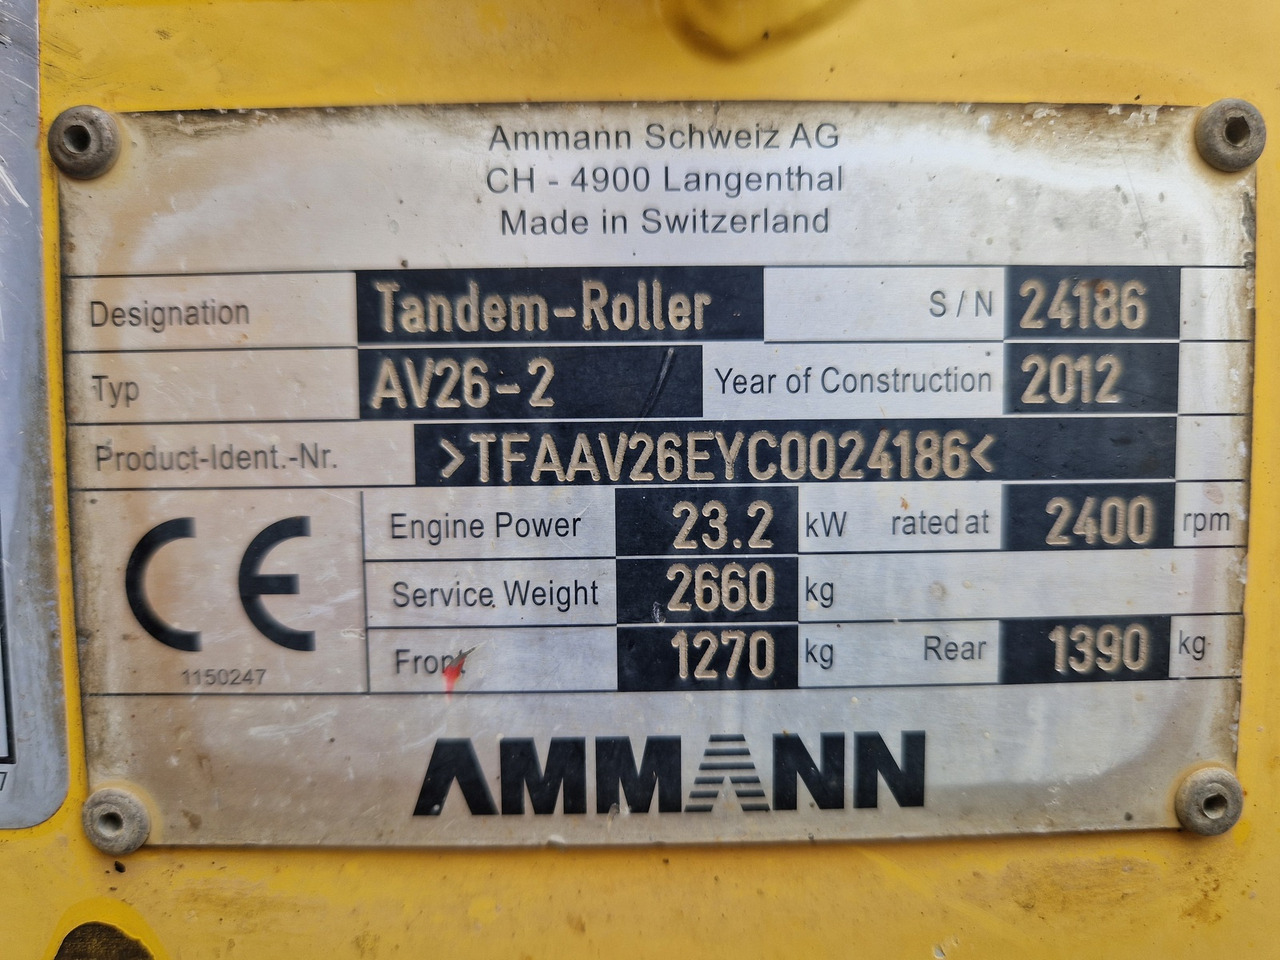 Ammann Schweiz AG
CH - 4900 Langenthal
Made in Switzerland
Designation Tandem-Roller S / N 24186
Typ AV26-2 Year of Construction 2012
Product-Ident.-Nr. >TFAAV26EYC0024186<
Engine Power 23.2 kW rated at 2400 rpm
CE
Service Weight 2660 kg
Front 1270 kg Rear 1390 kg
1150247
AMMANN
7